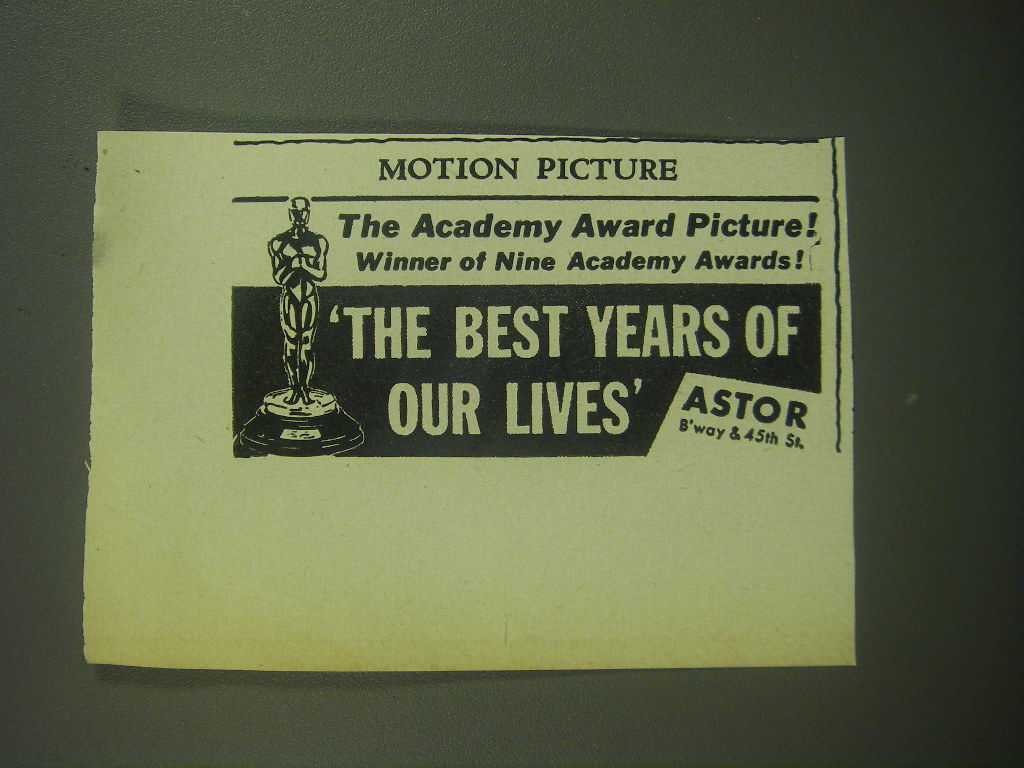 MOTION PICTURE
The Academy Award Picture!
Winner of Nine Academy Awards!
'THE BEST YEARS OF
OUR LIVES'
ASTOR
B'way & 45th St.